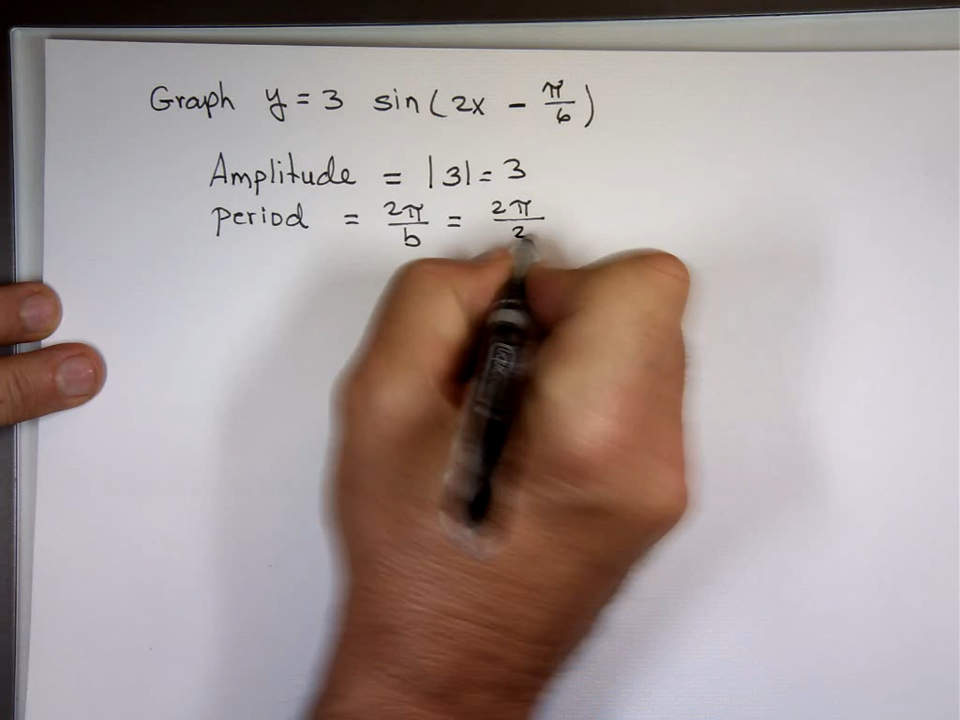 Graph y = 3 sin(2x - π/6)
Amplitude = |3| = 3
period = 2π/b = 2π/2